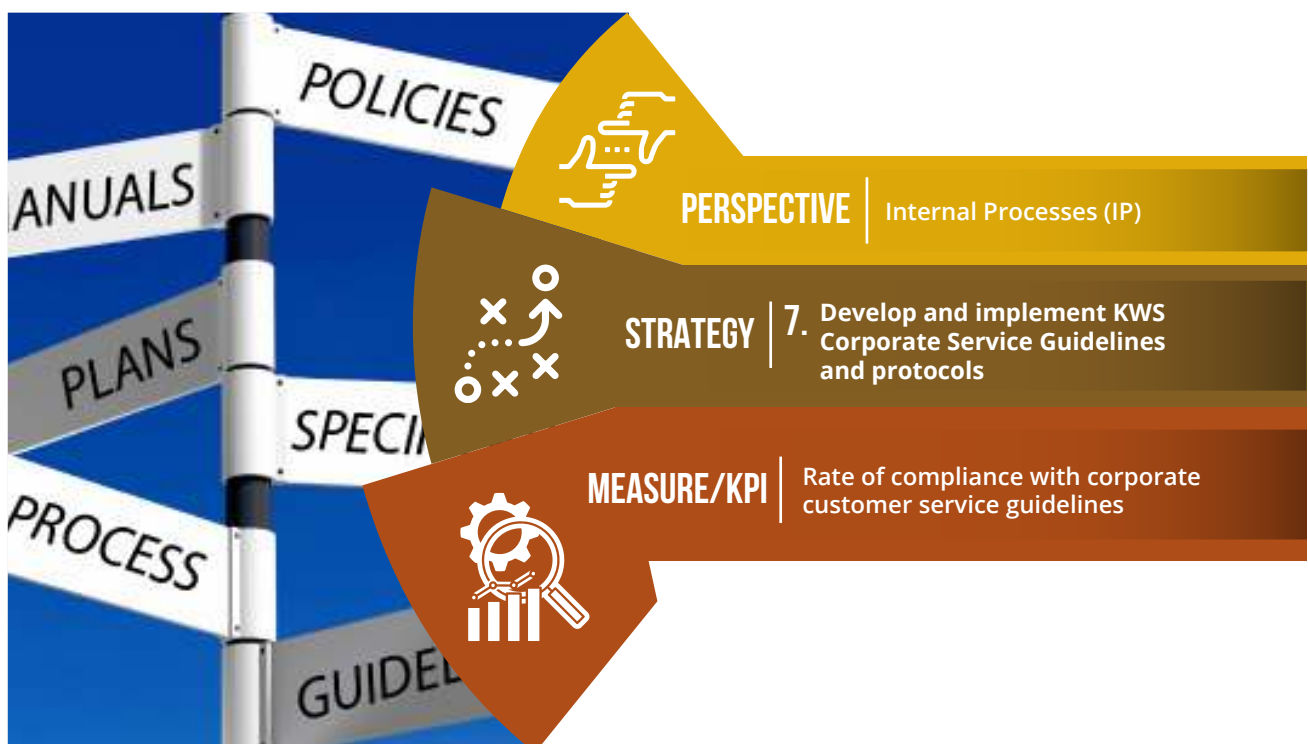 POLICIES
ANUALS
PLANS
SPECI
PROCESS
GUIDEL
PERSPECTIVE
Internal Processes (IP)
STRATEGY
7. Develop and implement KWS
Corporate Service Guidelines
and protocols
MEASURE/KPI
Rate of compliance with corporate
customer service guidelines